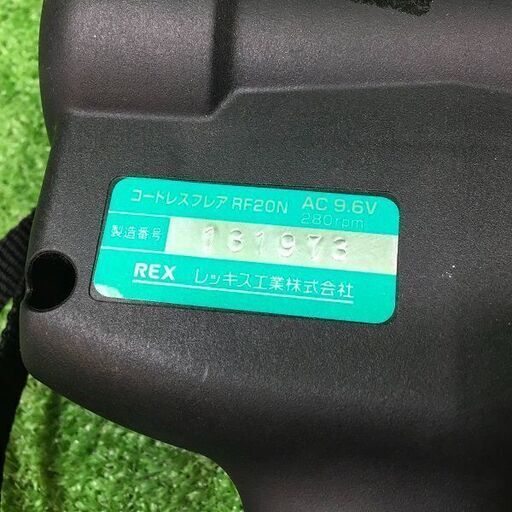 コードレスフレア RF20N AC 9.6V
280rpm
製造番号 181973
REX レッキス工業株式会社